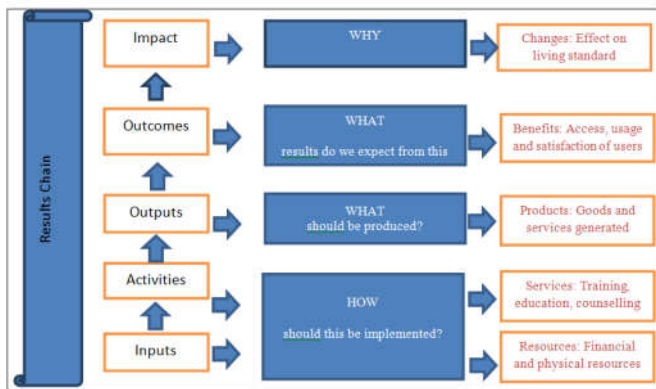 Results Chain
Impact
WHY
Changes: Effect on
living standard
Outcomes
WHAT
results do we expect from this
Benefits: Access, usage
and satisfaction of users
Outputs
WHAT
should be produced?
Products: Goods and
services generated
Activities
HOW
should this be implemented?
Services: Training,
education, counselling
Inputs
Resources: Financial
and physical resources